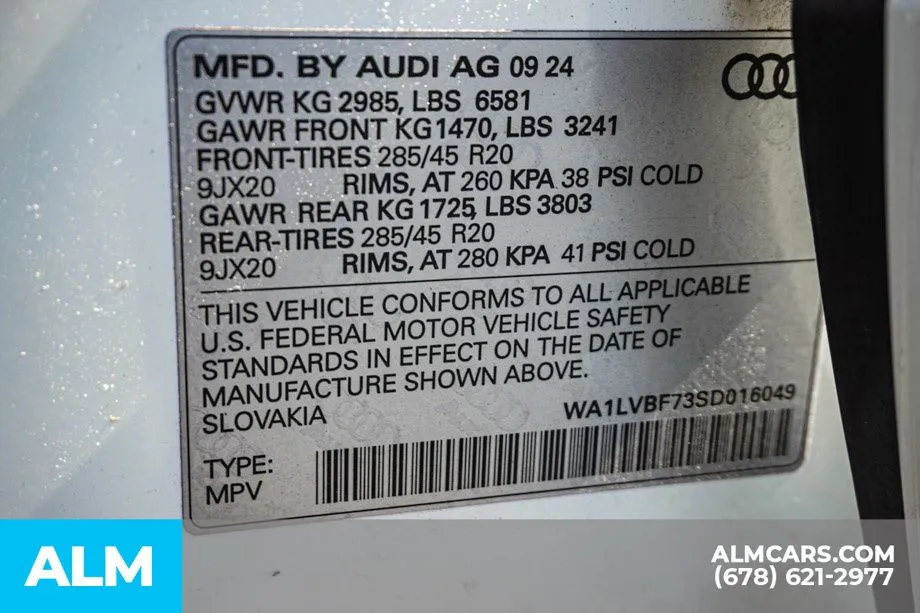 MFD. BY AUDI AG 09 24
GVWR KG 2985, LBS 6581
GAWR FRONT KG1470, LBS 3241
FRONT-TIRES 285/45 R20
9JX20 RIMS, AT 260 KPA 38 PSI COLD
GAWR REAR KG 1725, LBS 3803
REAR-TIRES 285/45 R20
9JX20 RIMS, AT 280 KPA 41 PSI COLD
THIS VEHICLE CONFORMS TO ALL APPLICABLE
U.S. FEDERAL MOTOR VEHICLE SAFETY
STANDARDS IN EFFECT ON THE DATE OF
MANUFACTURE SHOWN ABOVE.
SLOVAKIA
WA1LVBF73SD016049
TYPE:
MPV
ALM
ALMCARS.COM
(678) 621-2977